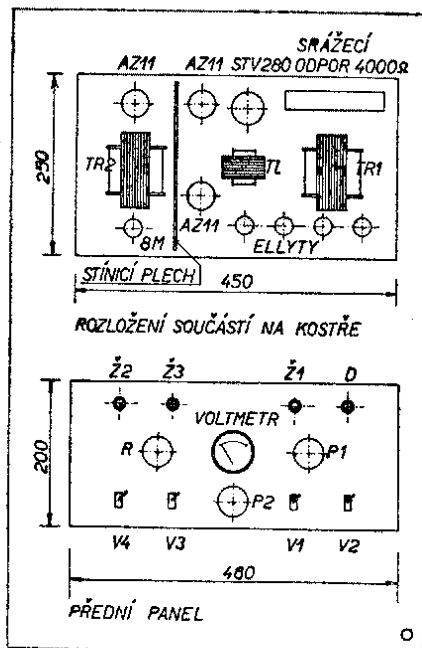 SRÁŽECÍ
AZ11 AZ11 STV280 ODPOR 4000Ω
250
TR2 Tl TR1
AZ11
8M ELLYTY
STÍNICÍ PLECH
450
ROZLOŽENÍ SOUČÁSTÍ NA KOSTŘE
Ž2 Ž3 Ž1 D
VOLTMETR
200
R P1
P2
V4 V3 V1 V2
460
PŘEDNÍ PANEL